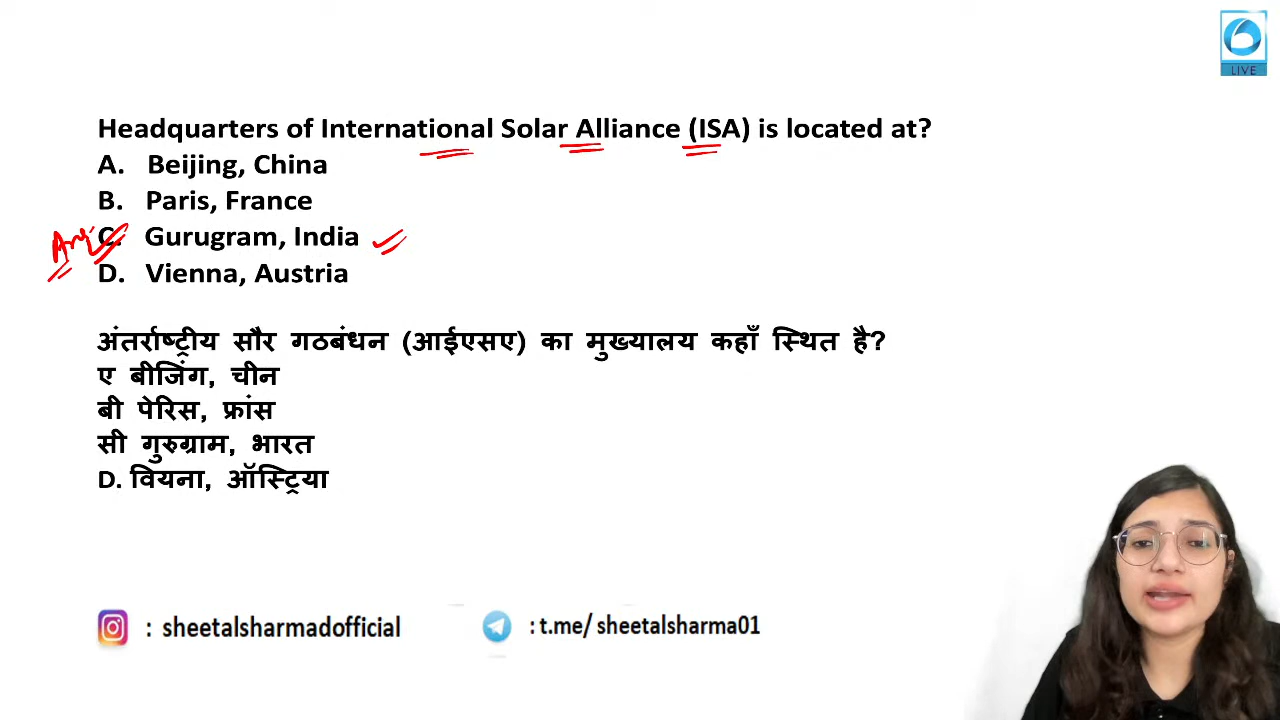 LIVE
Headquarters of International Solar Alliance (ISA) is located at?
A. Beijing, China
B. Paris, France
Ans C. Gurugram, India
D. Vienna, Austria
अंतर्राष्ट्रीय सौर गठबंधन (आईएसए) का मुख्यालय कहाँ स्थित है?
ए बीजिंग, चीन
बी पेरिस, फ्रांस
सी गुरुग्राम, भारत
D. वियना, ऑस्ट्रिया
: sheetalsharmadofficial
: t.me/ sheetalsharma01